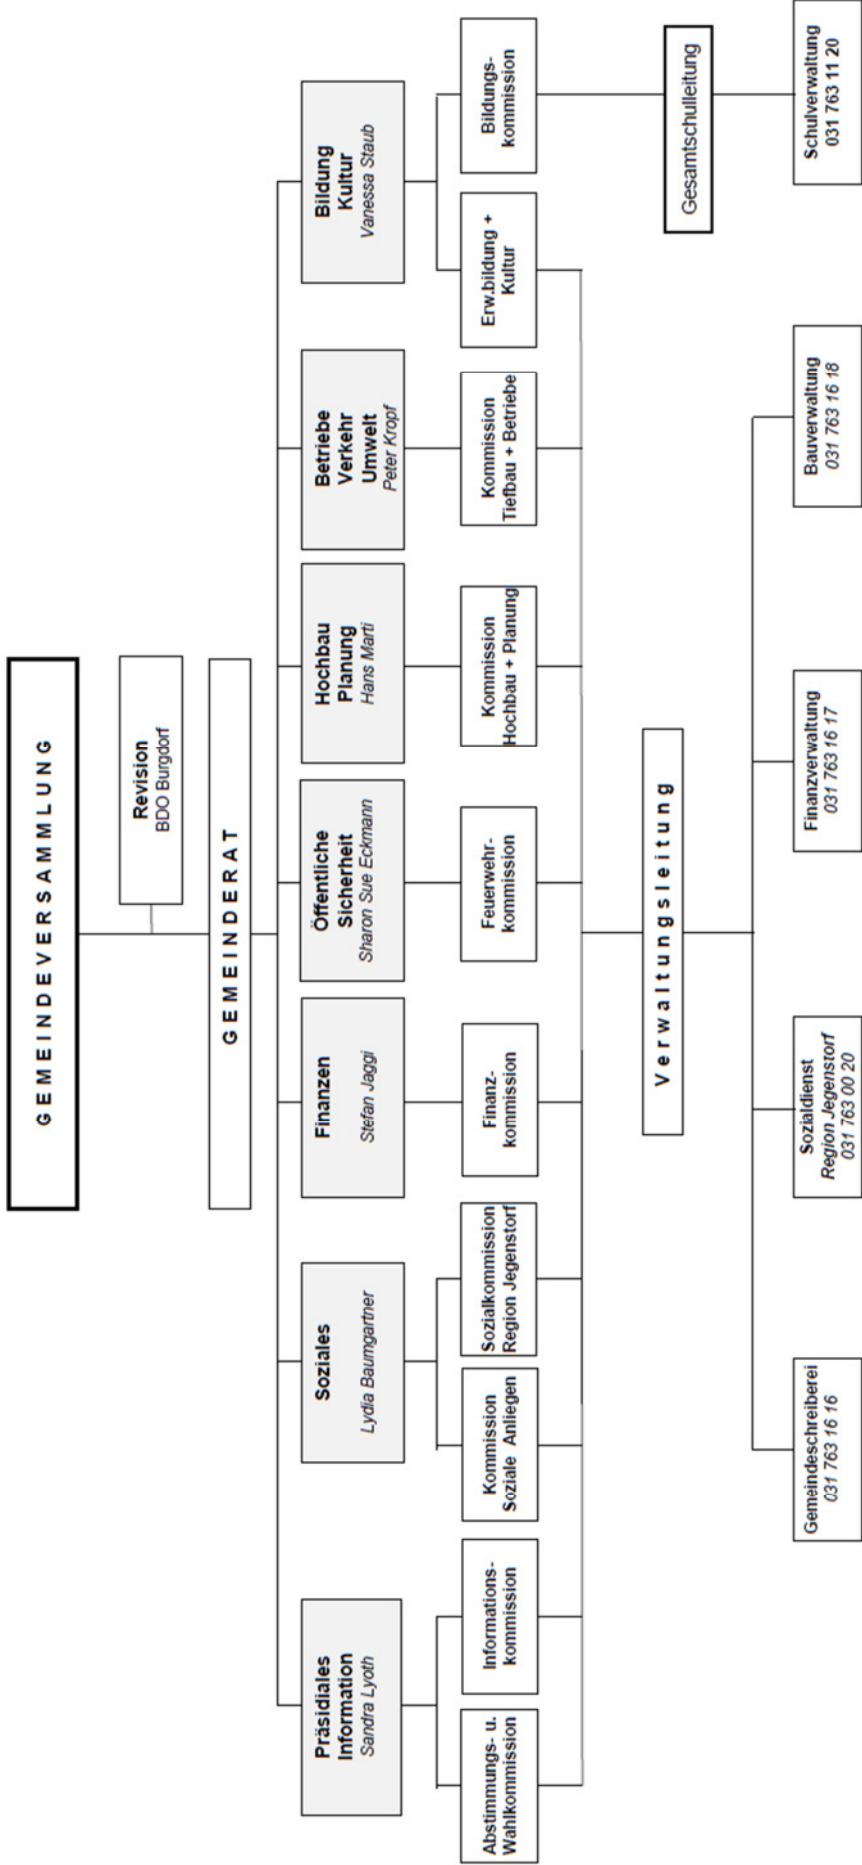 GEMEINDEVERSAMMLUNG
Revision
BDO Burgdorf
GEMEINDERAT
Präsidiales
Information
Sandra Lyoth
Soziales
Lydia Baumgartner
Finanzen
Stefan Jaggi
Öffentliche
Sicherheit
Sharon Sue Eckmann
Hochbau
Planung
Hans Marti
Betriebe
Verkehr
Umwelt
Peter Kropf
Bildung
Kultur
Vanessa Staub
Abstimmungs- u.
Wahlkommission
Informations-
kommission
Kommission
Soziale Anliegen
Sozialkommission
Region Jegenstorf
Finanz-
kommission
Feuerwehr-
kommission
Kommission
Hochbau + Planung
Kommission
Tiefbau + Betriebe
Erw.bildung +
Kultur
Bildungs-
kommission
Verwaltungsleitung
Gesamtschulleitung
Gemeindeschreiberei
031 763 16 16
Sozialdienst
Region Jegenstorf
031 763 00 20
Finanzverwaltung
031 763 16 17
Bauverwaltung
031 763 16 18
Schulverwaltung
031 763 11 20